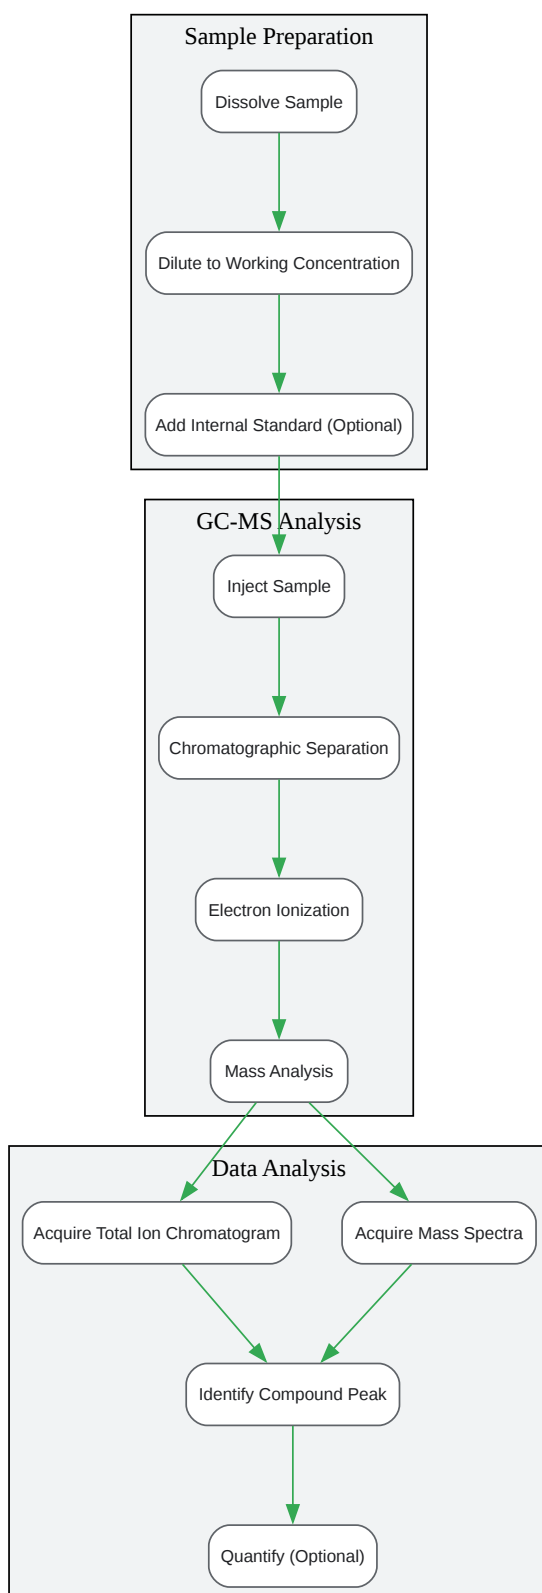 Sample Preparation
Dissolve Sample
Dilute to Working Concentration
Add Internal Standard (Optional)
GC-MS Analysis
Inject Sample
Chromatographic Separation
Electron Ionization
Mass Analysis
Data Analysis
Acquire Total Ion Chromatogram
Acquire Mass Spectra
Identify Compound Peak
Quantify (Optional)